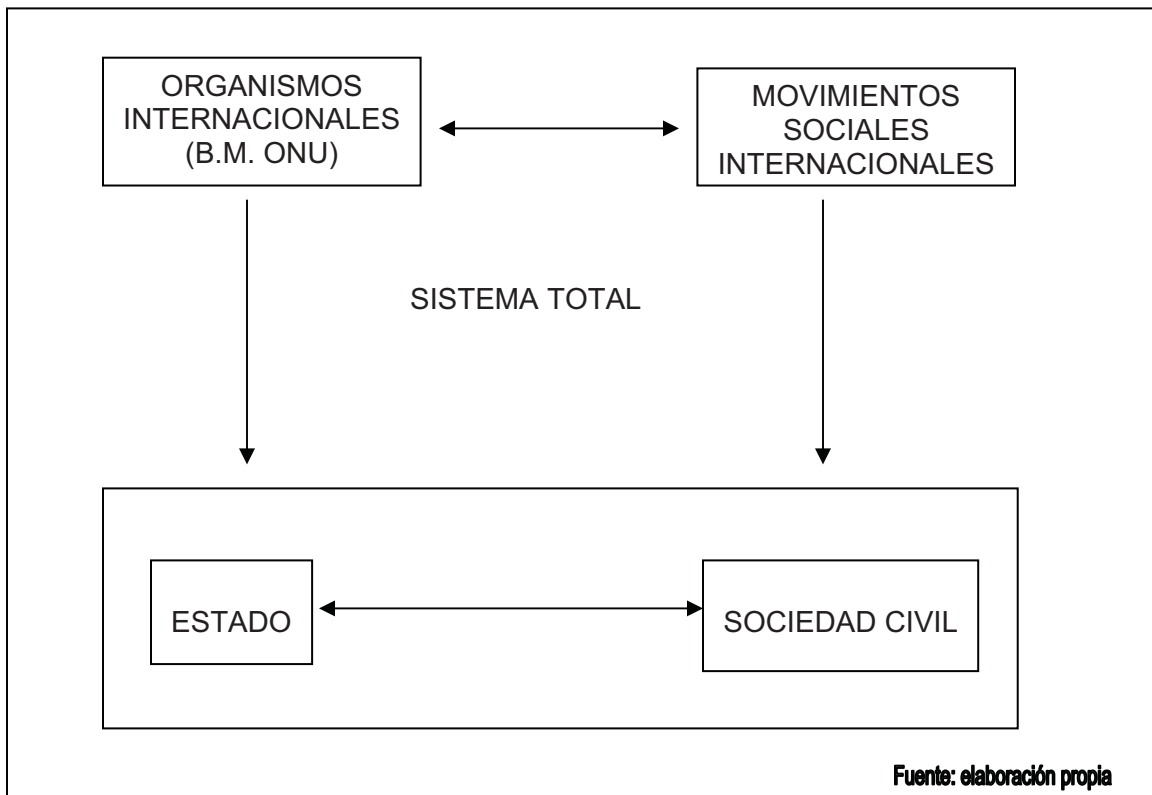 ORGANISMOS
INTERNACIONALES
(B.M. ONU)
MOVIMIENTOS
SOCIALES
INTERNACIONALES
SISTEMA TOTAL
ESTADO
SOCIEDAD CIVIL
Fuente: elaboración propia